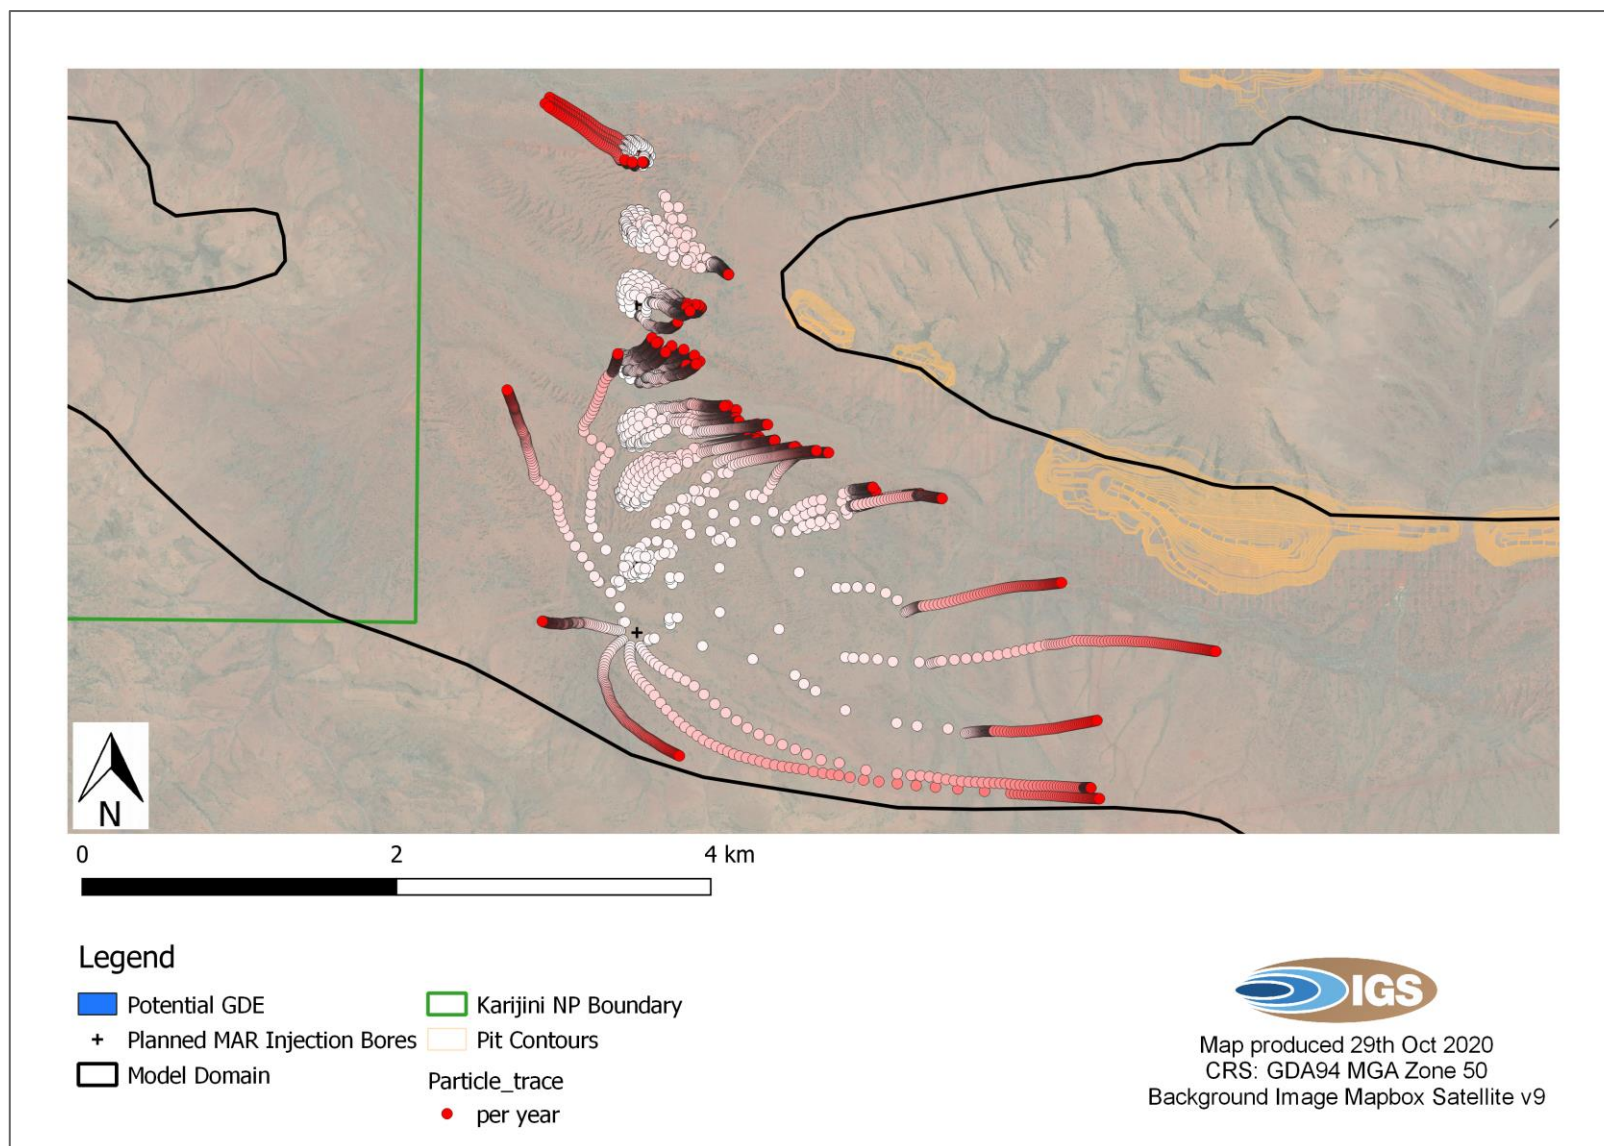 N
0 2 4 km
Legend
Potential GDE
Planned MAR Injection Bores
Model Domain
Karijini NP Boundary
Pit Contours
Particle_trace
per year
IGS
Map produced 29th Oct 2020
CRS: GDA94 MGA Zone 50
Background Image Mapbox Satellite v9